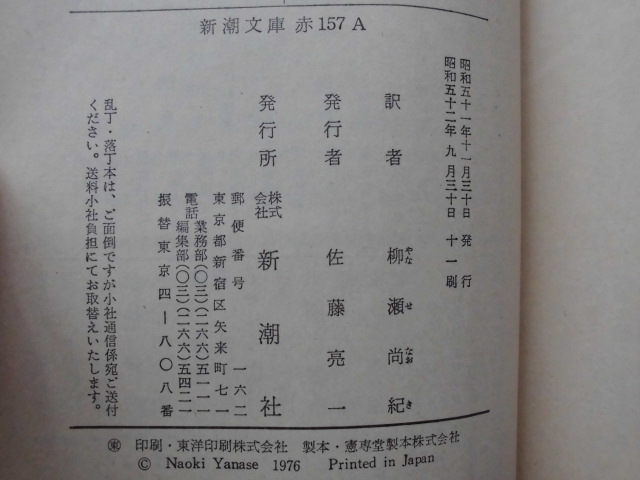 新潮文庫 赤157A
昭和五十一年十一月三十日 発行
昭和五十二年 九月三十日 十一刷
訳者 柳瀬尚紀
やな せ なお き
発行者 佐藤亮一
発行所 株式会社 新潮社
郵便番号 一六二
東京都新宿区矢来町七一
電話 業務部(〇三)(二六六)五一一一
編集部(〇三)(二六六)五四二一
振替東京四―八〇八番
乱丁・落丁本は、ご面倒ですが小社通信係宛ご送付
ください。送料小社負担にてお取替えいたします。
印刷・東洋印刷株式会社 製本・憲専堂製本株式会社
© Naoki Yanase 1976 Printed in Japan